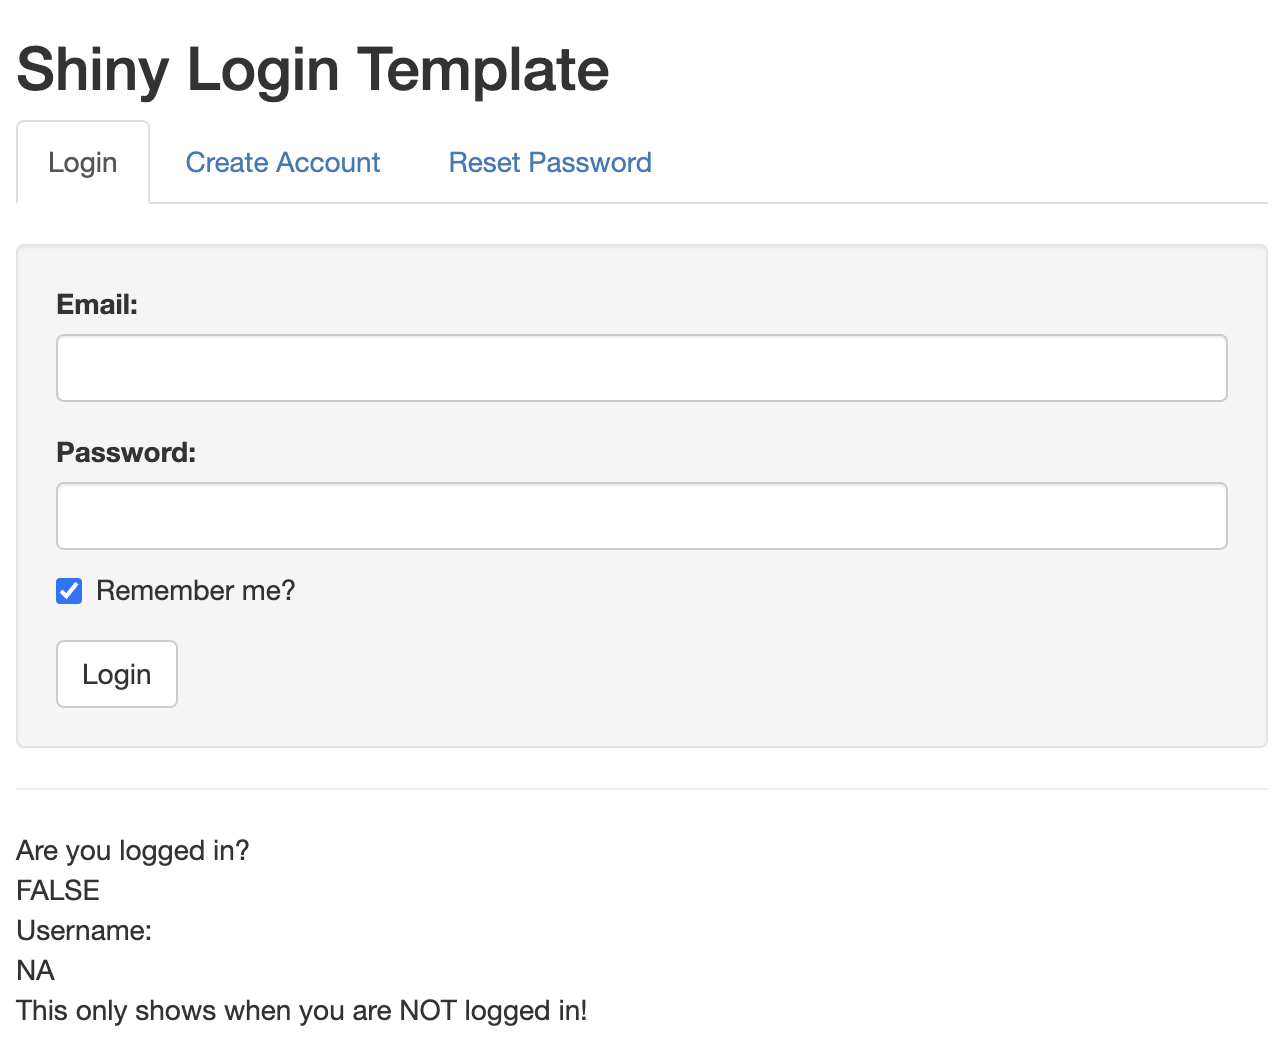 Shiny Login Template
Login
Create Account
Reset Password
Email:
Password:
Remember me?
Login
Are you logged in?
FALSE
Username:
NA
This only shows when you are NOT logged in!